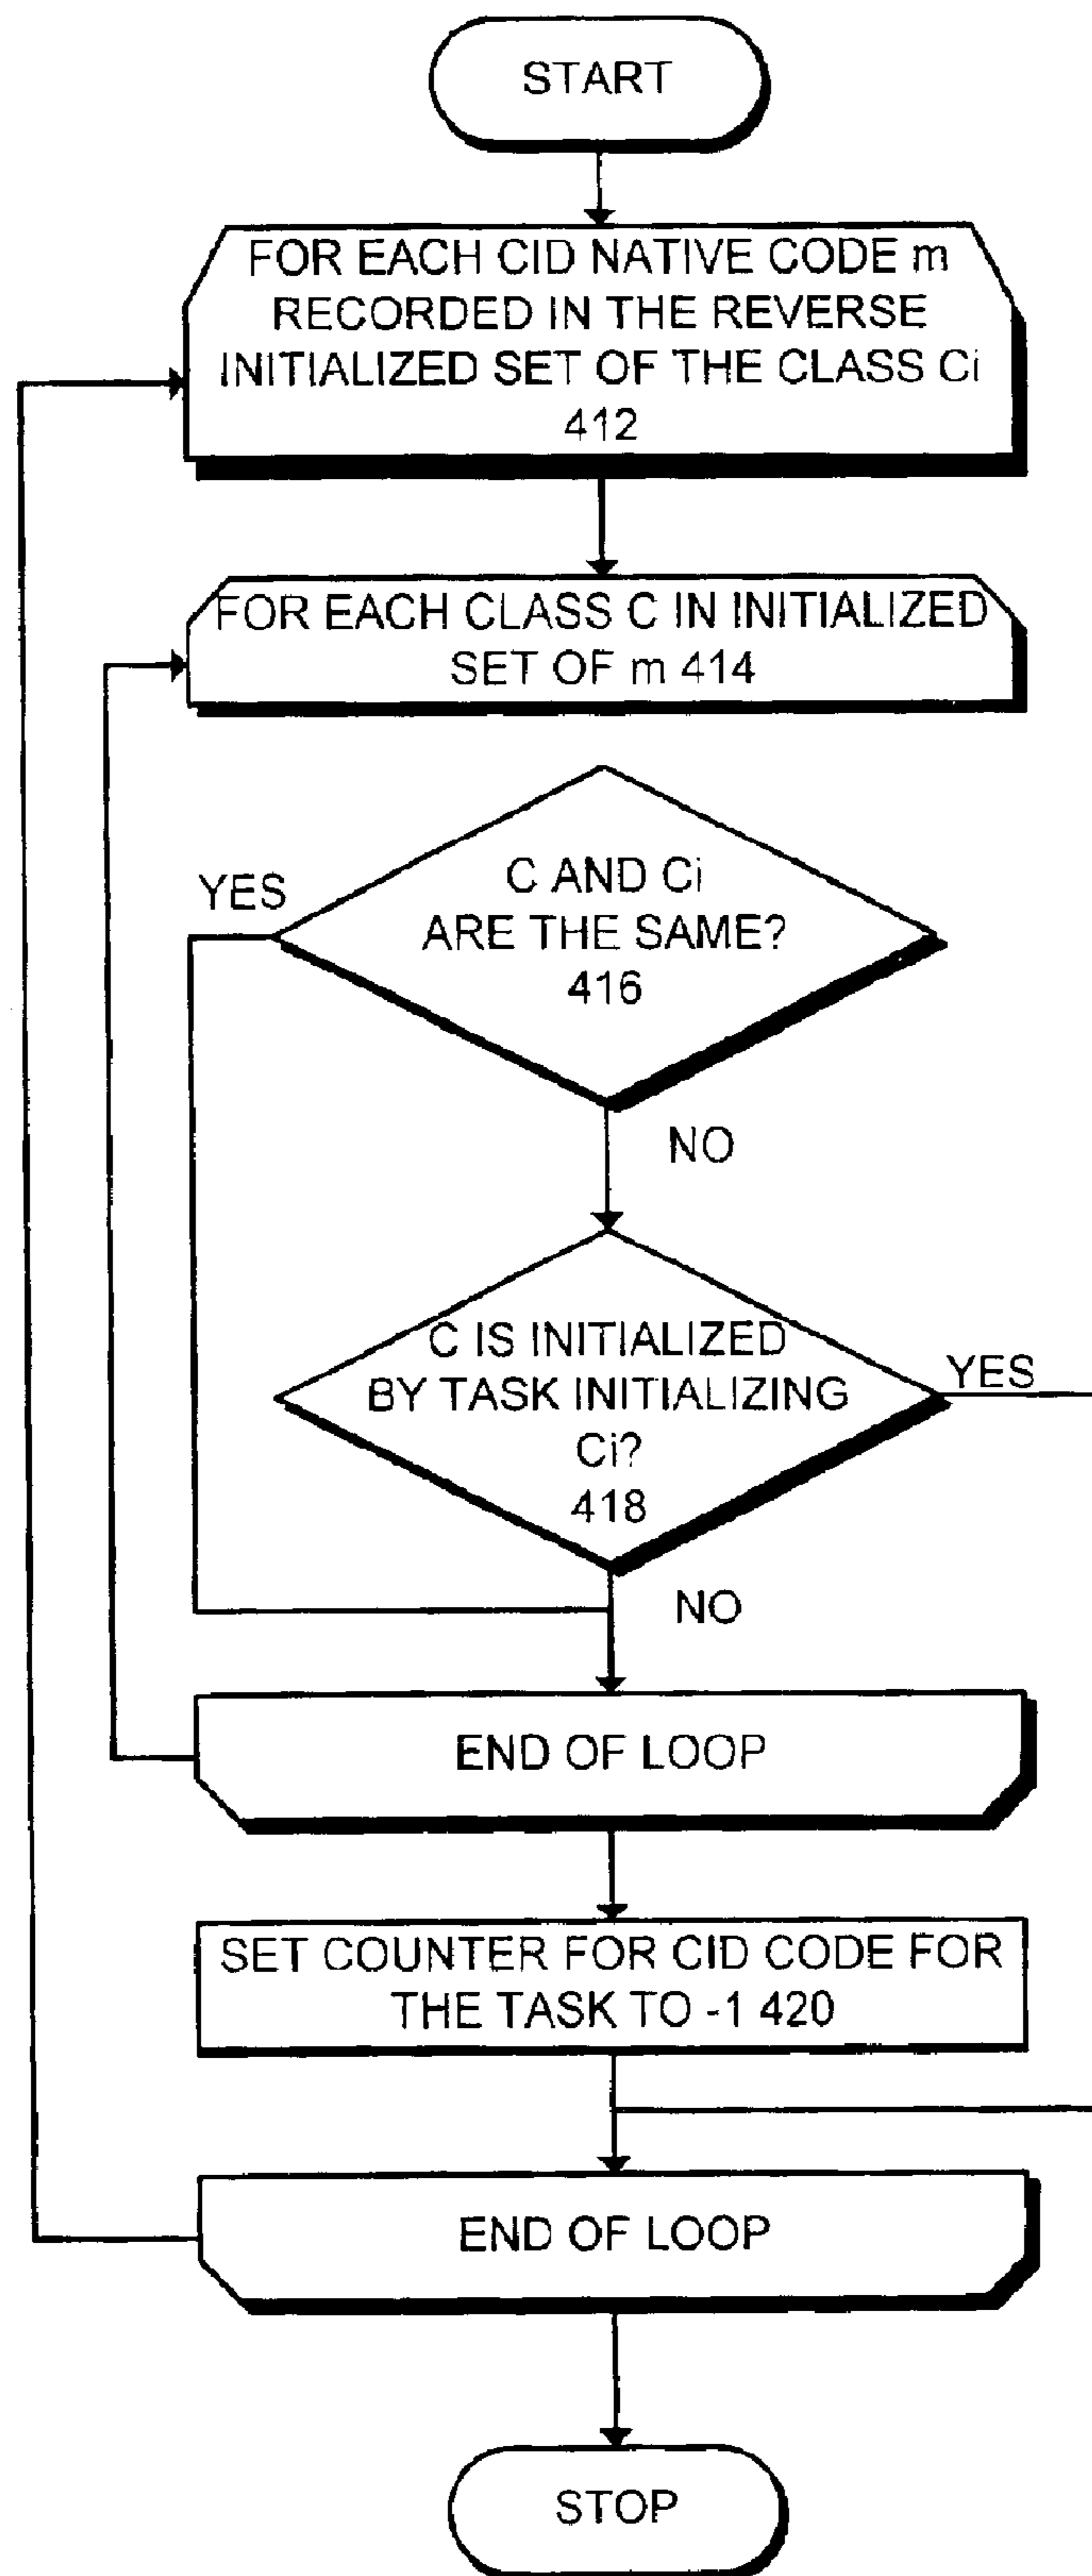 START
FOR EACH CID NATIVE CODE m
RECORDED IN THE REVERSE
INITIALIZED SET OF THE CLASS Ci
412
FOR EACH CLASS C IN INITIALIZED
SET OF m 414
YES
C AND Ci
ARE THE SAME?
416
NO
C IS INITIALIZED
BY TASK INITIALIZING
Ci?
418
YES
NO
END OF LOOP
SET COUNTER FOR CID CODE FOR
THE TASK TO -1 420
END OF LOOP
STOP